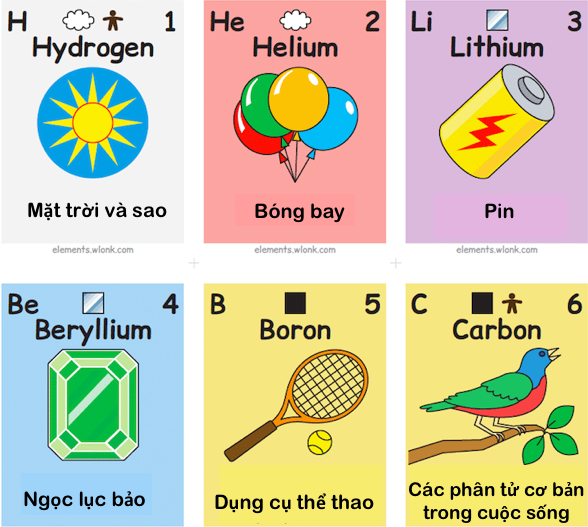 H 1
Hydrogen
Mặt trời và sao
elements.wlonk.com
He 2
Helium
Bóng bay
elements.wlonk.com
Li 3
Lithium
Pin
elements.wlonk.com
Be 4
Beryllium
Ngọc lục bảo
B 5
Boron
Dụng cụ thể thao
C 6
Carbon
Các phân tử cơ bản
trong cuộc sống